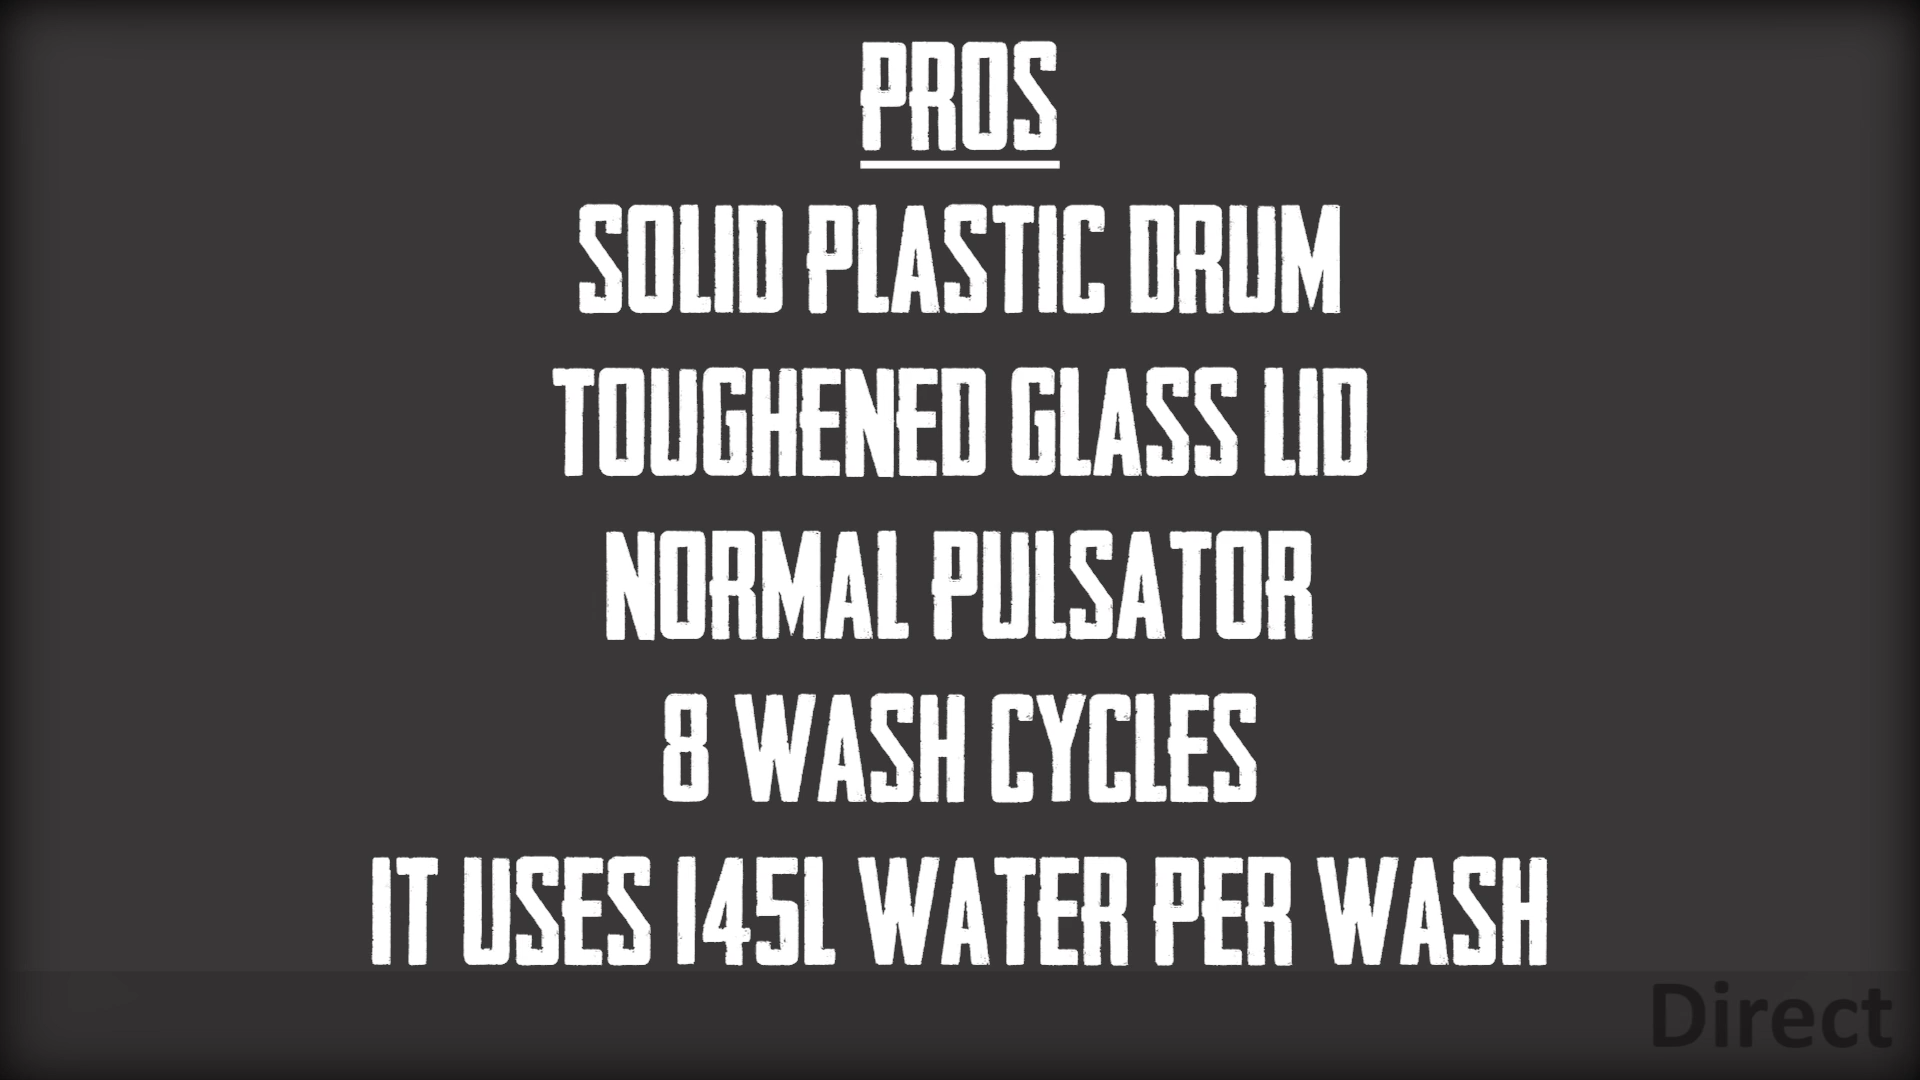 PROS
SOLID PLASTIC DRUM
TOUGHENED GLASS LID
NORMAL PULSATOR
8 WASH CYCLES
IT USES 145L WATER PER WASH
Direct